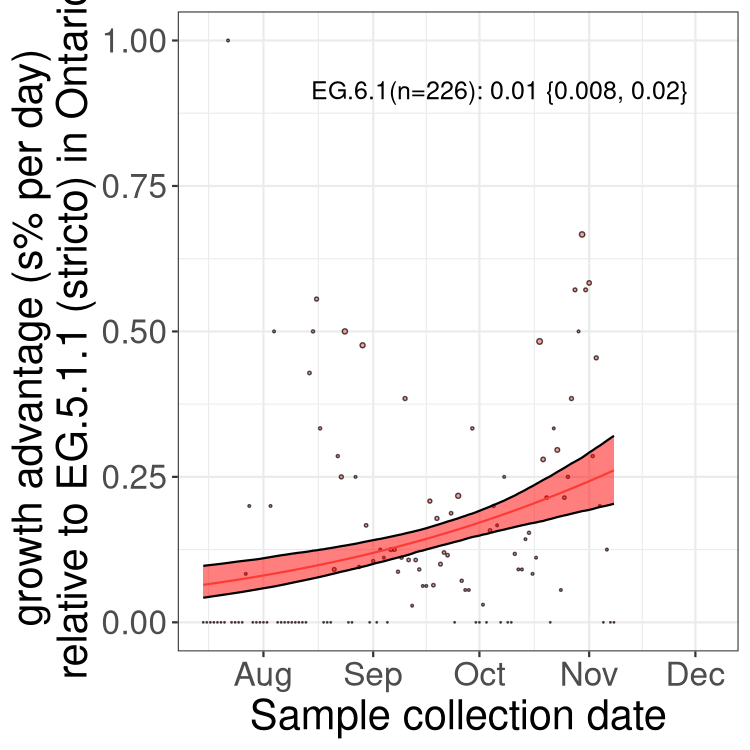 growth advantage (s% per day)
relative to EG.5.1.1 (stricto) in Ontario
1.00
0.75
0.50
0.25
0.00
EG.6.1(n=226): 0.01 {0.008, 0.02}
Aug Sep Oct Nov Dec
Sample collection date